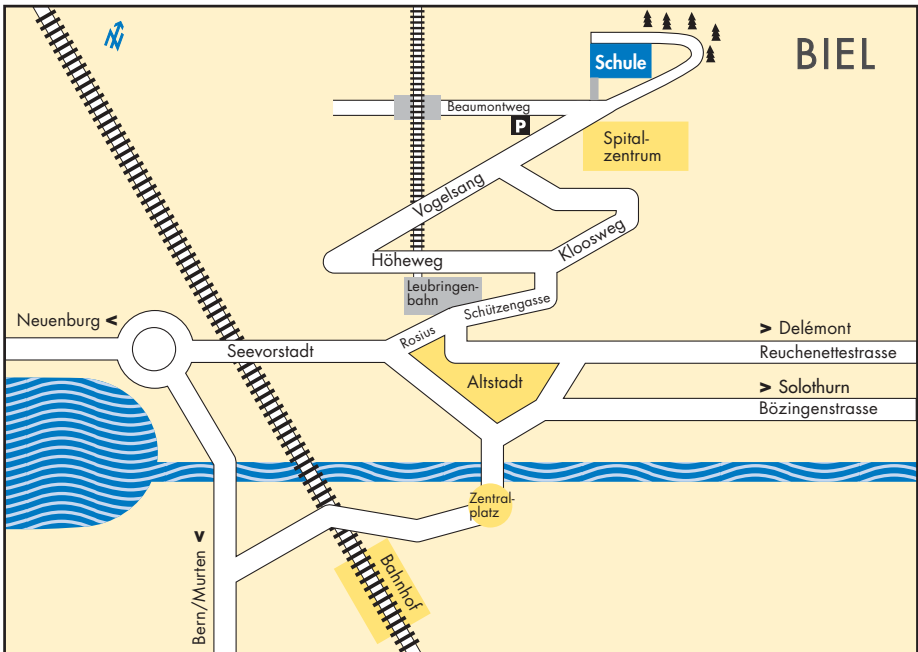 N
BIEL
Schule
Beaumontweg
P
Spital-
zentrum
Vogelsang
Kloosweg
Höheweg
Leubringen-
bahn
Schützengasse
Rosius
Neuenburg <
Seevorstadt
> Delémont
Reuchenettestrasse
Altstadt
> Solothurn
Bözingenstrasse
Zentral-
platz
Bern/Murten <
Bahnhof